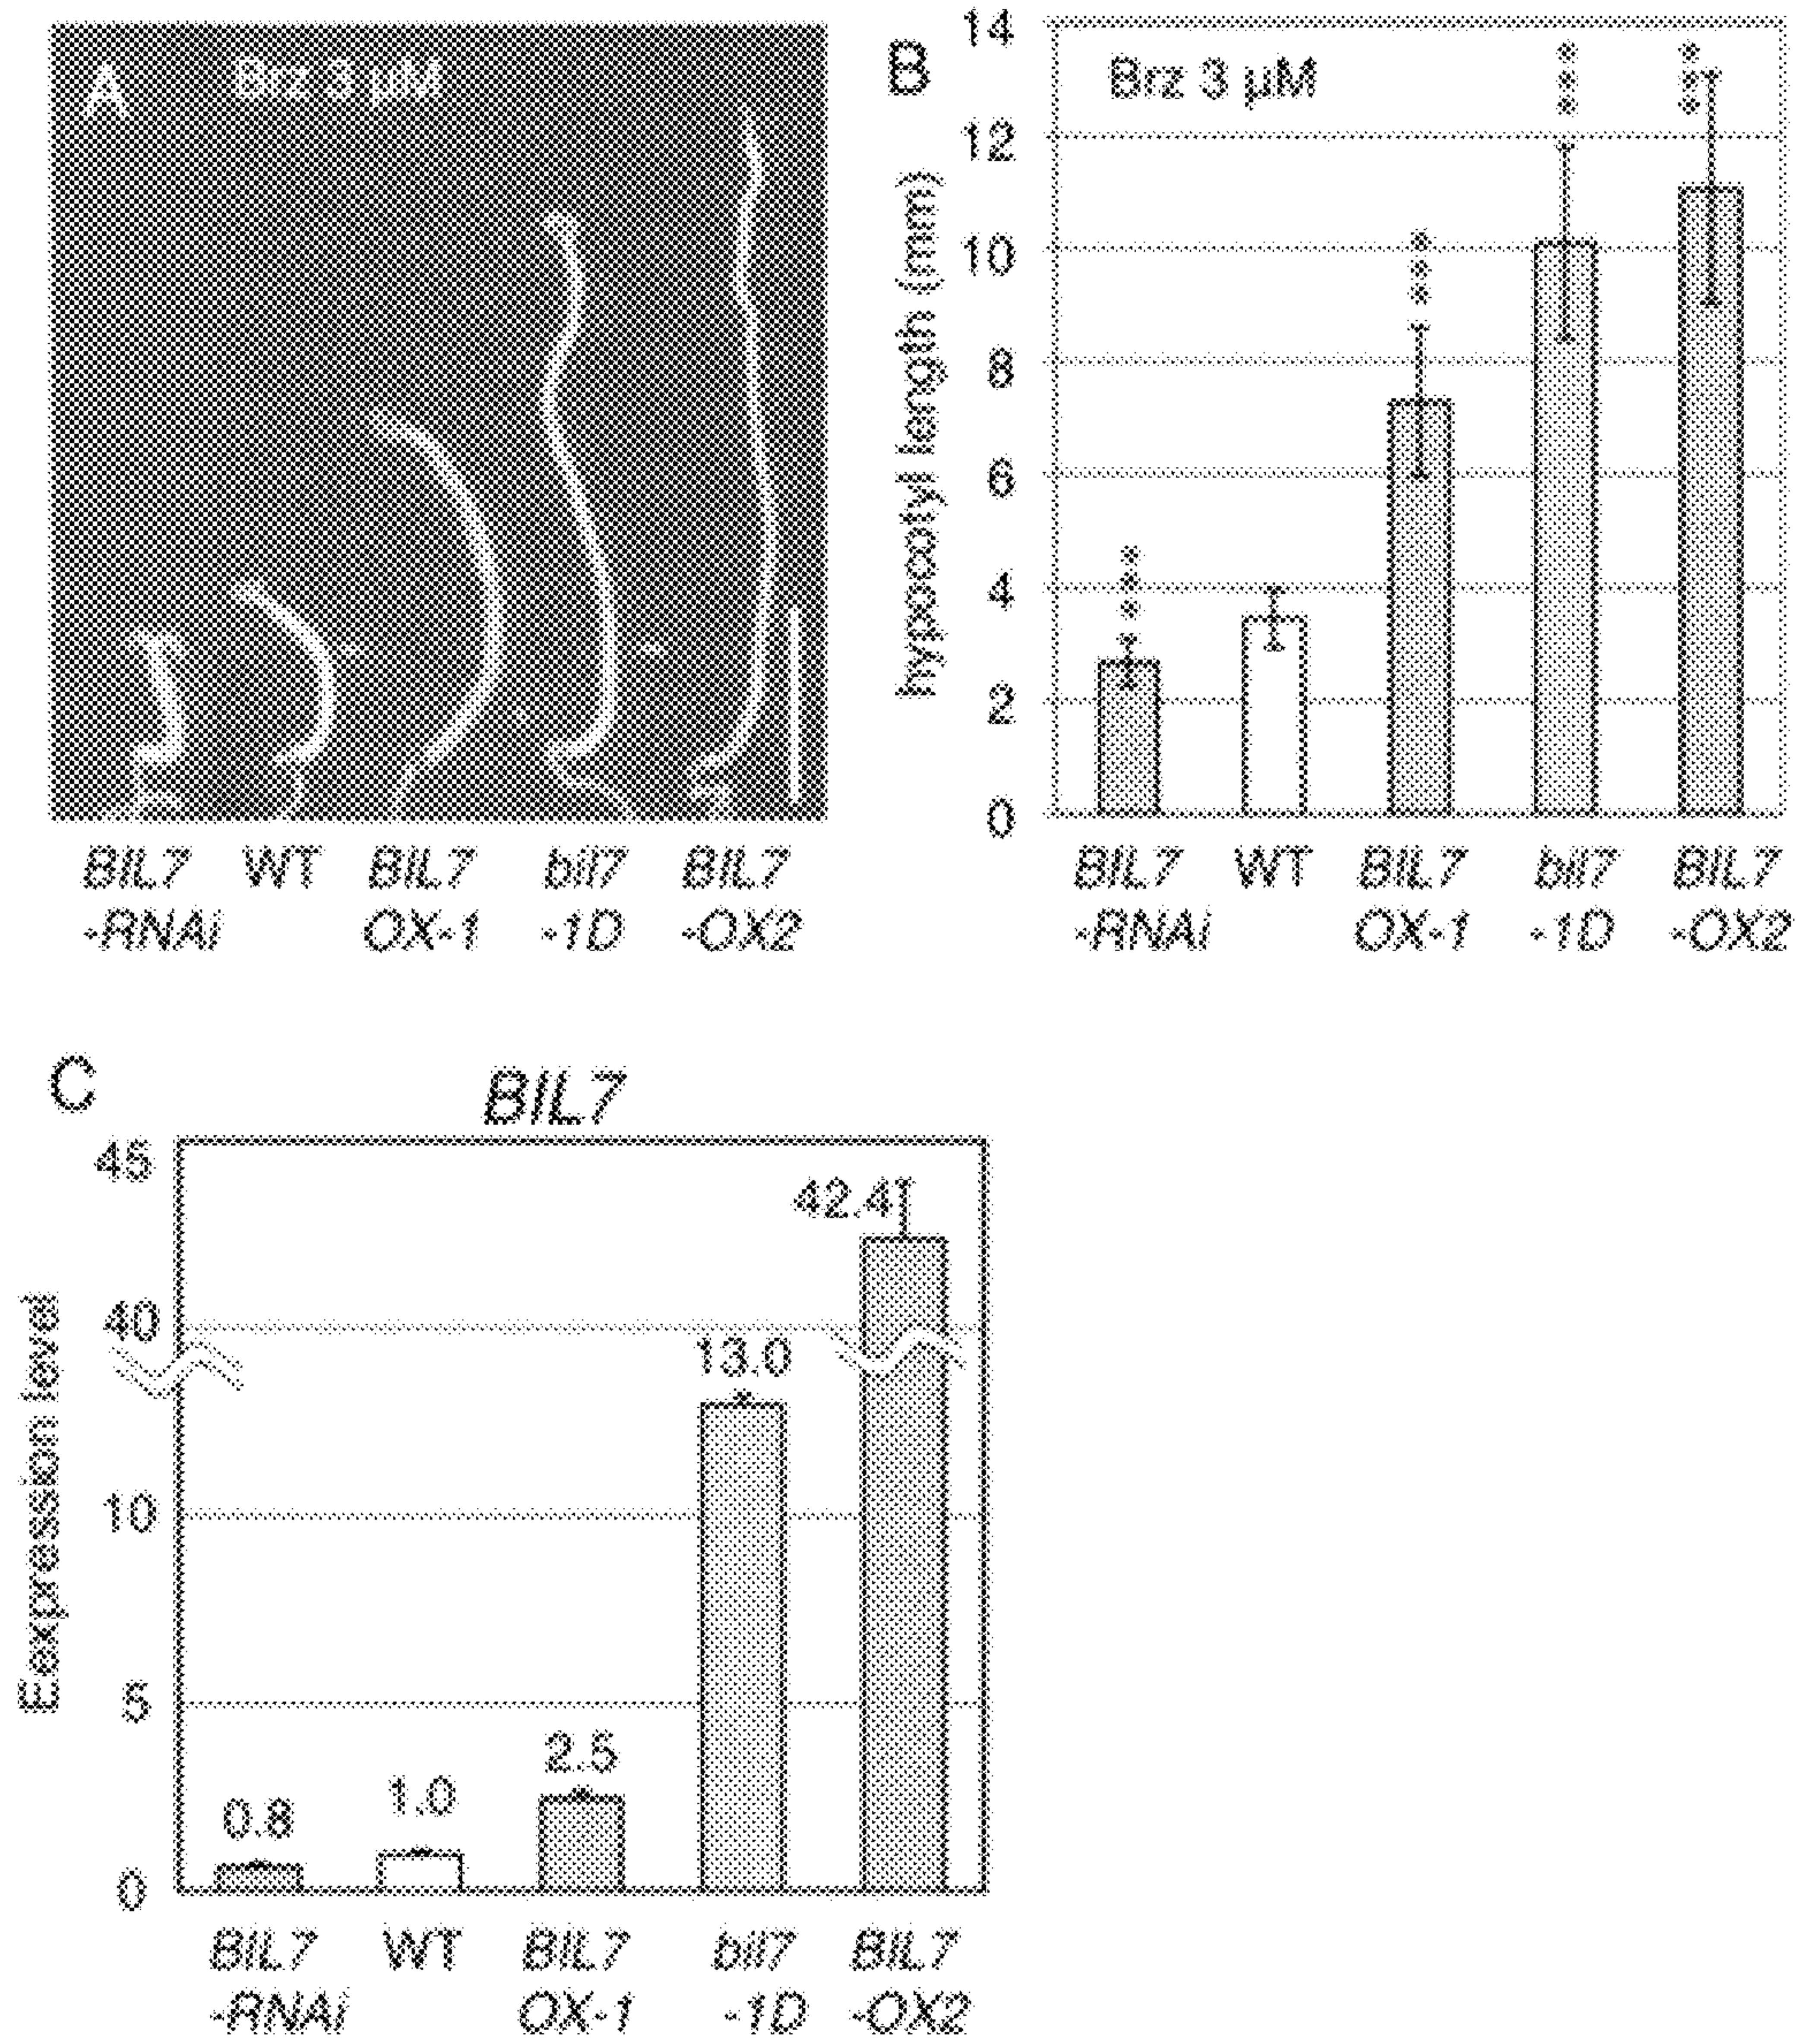 A
Brz 3 µM
BIL7 WT BIL7 bil7 BIL7
-RNAi OX-1 -1D -OX2
B
Brz 3 µM
hypocotyl length (mm)
14
12
10
8
6
4
2
0
***
***
***
***
BIL7 WT BIL7 bil7 BIL7
-RNAi OX-1 -1D -OX2
C
BIL7
Eexpression level
45
40
10
5
0
0.8
1.0
2.5
13.0
42.4
BIL7 WT BIL7 bil7 BIL7
-RNAi OX-1 -1D -OX2